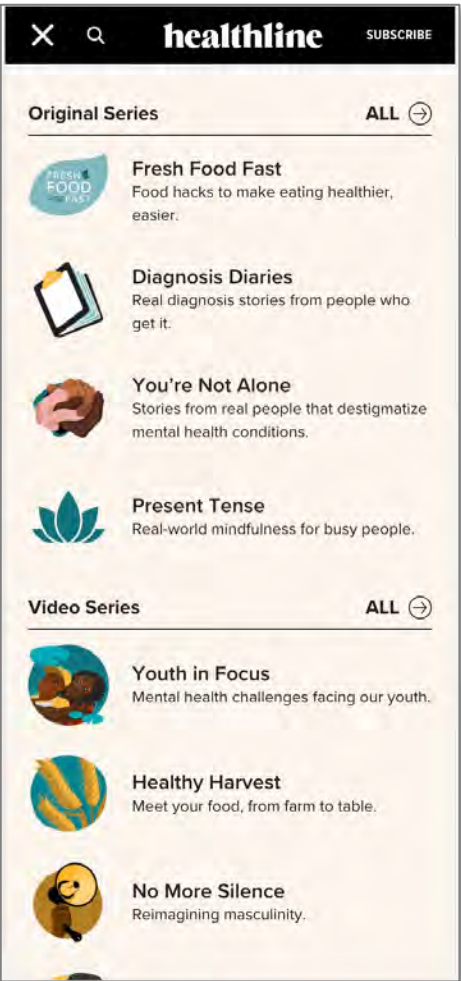 healthline
SUBSCRIBE
Original Series
ALL
FRESH
FOOD
FAST
Fresh Food Fast
Food hacks to make eating healthier,
easier.
Diagnosis Diaries
Real diagnosis stories from people who
get it.
You're Not Alone
Stories from real people that destigmatize
mental health conditions.
Present Tense
Real-world mindfulness for busy people.
Video Series
ALL
Youth in Focus
Mental health challenges facing our youth.
Healthy Harvest
Meet your food, from farm to table.
No More Silence
Reimagining masculinity.